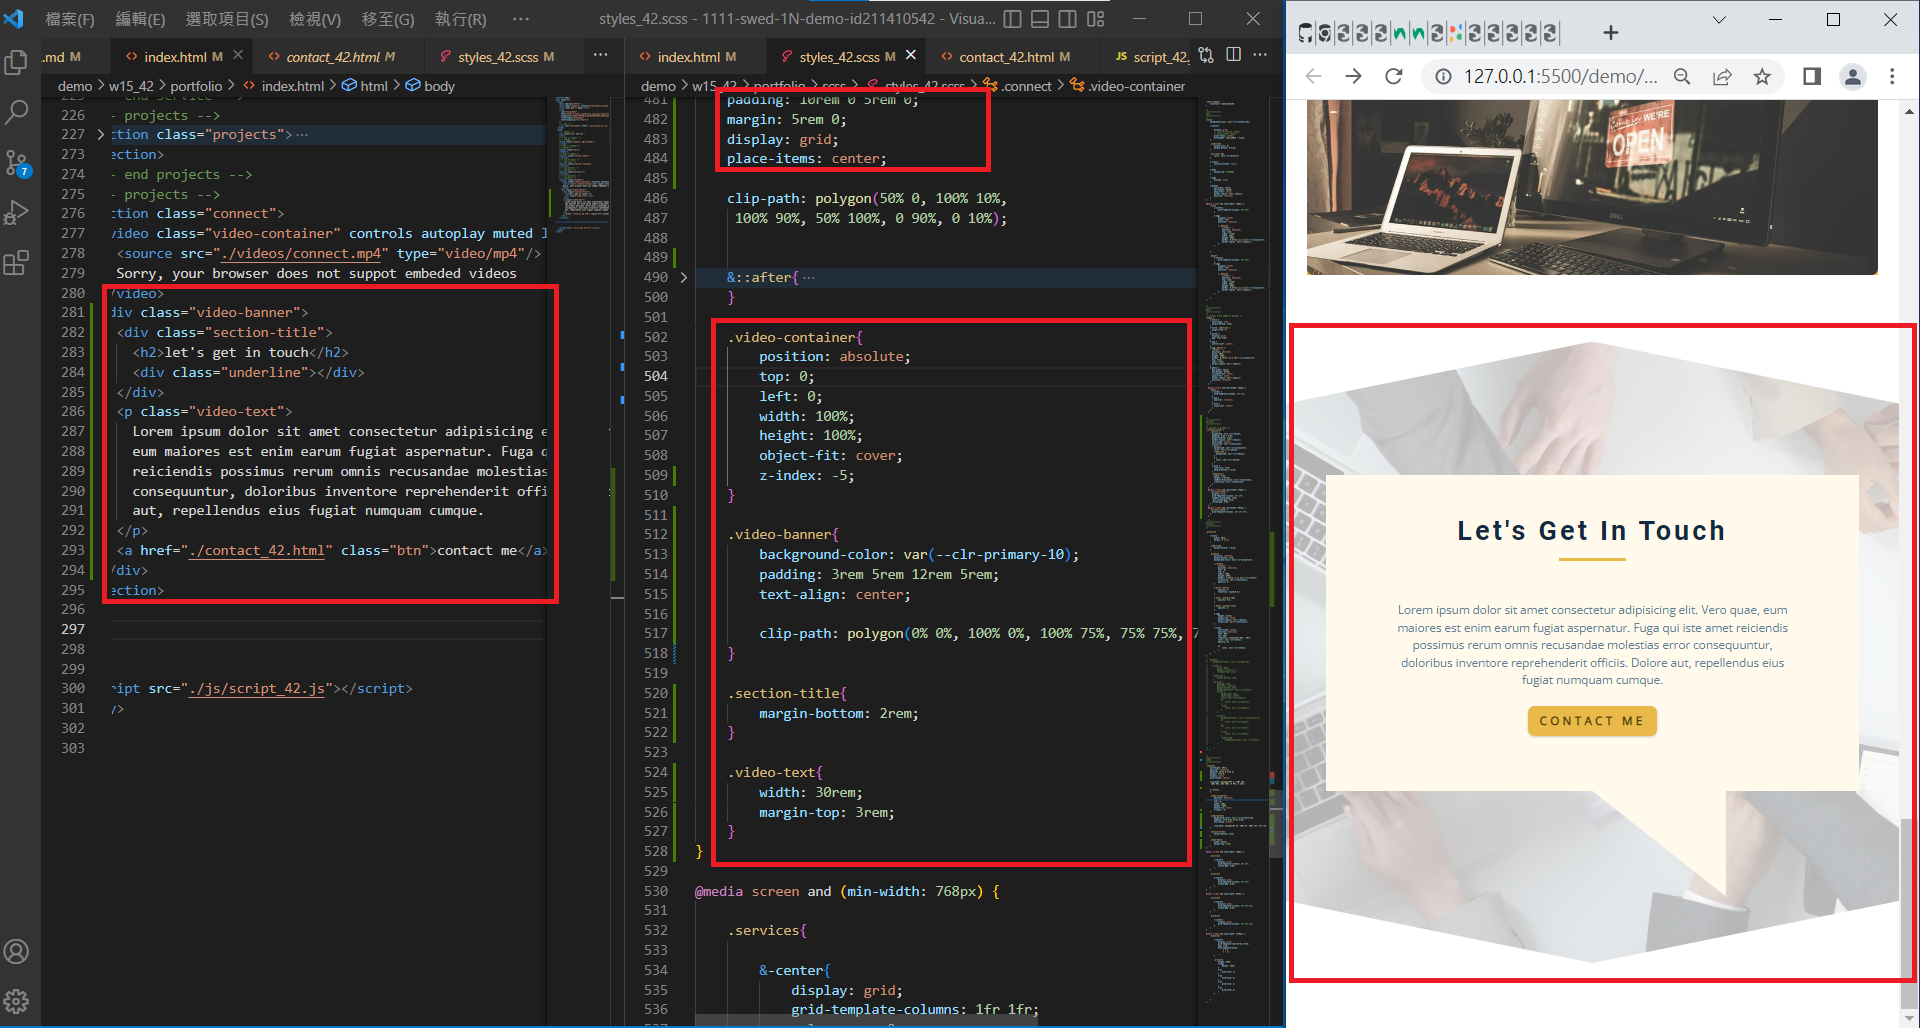 檔案(F) 編輯(E) 選取項目(S) 檢視(V) 移至(G) 執行(R) ··· styles_42.scss - 1111-swed-1N-demo-id211410542 - Visua...
.md M index.html M contact_42.html M styles_42.scss M ···
demo > w15_42 > portfolio > index.html > html > body
226 - projects -->
227 ction class="projects"> ···
273 ection>
274 - end projects -->
275 - projects -->
276 ction class="connect">
277 video class="video-container" controls autoplay muted l
278 <source src="./videos/connect.mp4" type="video/mp4"/>
279 Sorry, your browser does not suppot embeded videos
280 /video>
281 div class="video-banner">
282 <div class="section-title">
283 <h2>let's get in touch</h2>
284 <div class="underline"></div>
285 </div>
286 <p class="video-text">
287 Lorem ipsum dolor sit amet consectetur adipisicing e
288 eum maiores est enim earum fugiat aspernatur. Fuga q
289 reiciendis possimus rerum omnis recusandae molestias
290 consequuntur, doloribus inventore reprehenderit offi
291 aut, repellendus eius fugiat numquam cumque.
292 </p>
293 <a href="./contact_42.html" class="btn">contact me</a>
294 /div>
295 ection>
296
297
298
299
300 ript src="./js/script_42.js"></script>
301 y>
302
303
7
index.html M styles_42.scss M contact_42.html M JS script_42. ···
demo > w15_42 > portfolio > scss > styles_42.scss > .connect > .video-container
481 padding: 10rem 0 5rem 0;
482 margin: 5rem 0;
483 display: grid;
484 place-items: center;
485
486 clip-path: polygon(50% 0, 100% 10%,
487 100% 90%, 50% 100%, 0 90%, 0 10%);
488
489
490 &::after{ ···
500 }
501
502 .video-container{
503 position: absolute;
504 top: 0;
505 left: 0;
506 width: 100%;
507 height: 100%;
508 object-fit: cover;
509 z-index: -5;
510 }
511
512 .video-banner{
513 background-color: var(--clr-primary-10);
514 padding: 3rem 5rem 12rem 5rem;
515 text-align: center;
516
517 clip-path: polygon(0% 0%, 100% 0%, 100% 75%, 75% 75%, 7
518 }
519
520 .section-title{
521 margin-bottom: 2rem;
522 }
523
524 .video-text{
525 width: 30rem;
526 margin-top: 3rem;
527 }
528 }
529
530 @media screen and (min-width: 768px) {
531
532 .services{
533
534 &-center{
535 display: grid;
536 grid-template-columns: 1fr 1fr;
127.0.0.1:5500/demo/...
Come in WE'RE
OPEN
DELL
Let's Get In Touch
Lorem ipsum dolor sit amet consectetur adipisicing elit. Vero quae, eum
maiores est enim earum fugiat aspernatur. Fuga qui iste amet reiciendis
possimus rerum omnis recusandae molestias error consequuntur,
doloribus inventore reprehenderit officiis. Dolore aut, repellendus eius
fugiat numquam cumque.
CONTACT ME